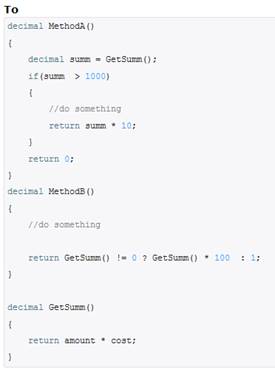 To
decimal MethodA()
{
decimal summ = GetSumm();
if(summ > 1000)
{
//do something
return summ * 10;
}
return 0;
}
decimal MethodB()
{
//do something
return GetSumm() != 0 ? GetSumm() * 100 : 1;
}
decimal GetSumm()
{
return amount * cost;
}